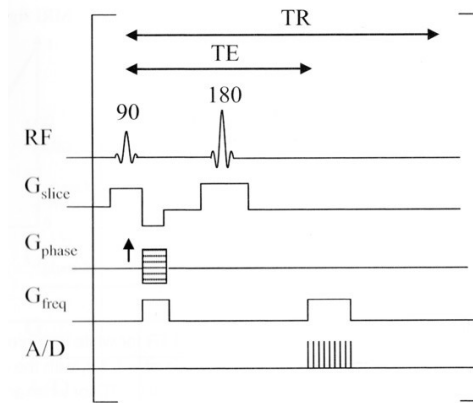 TR
TE
180
90
RF
Gslice
Gphase
Gfreq
A/D